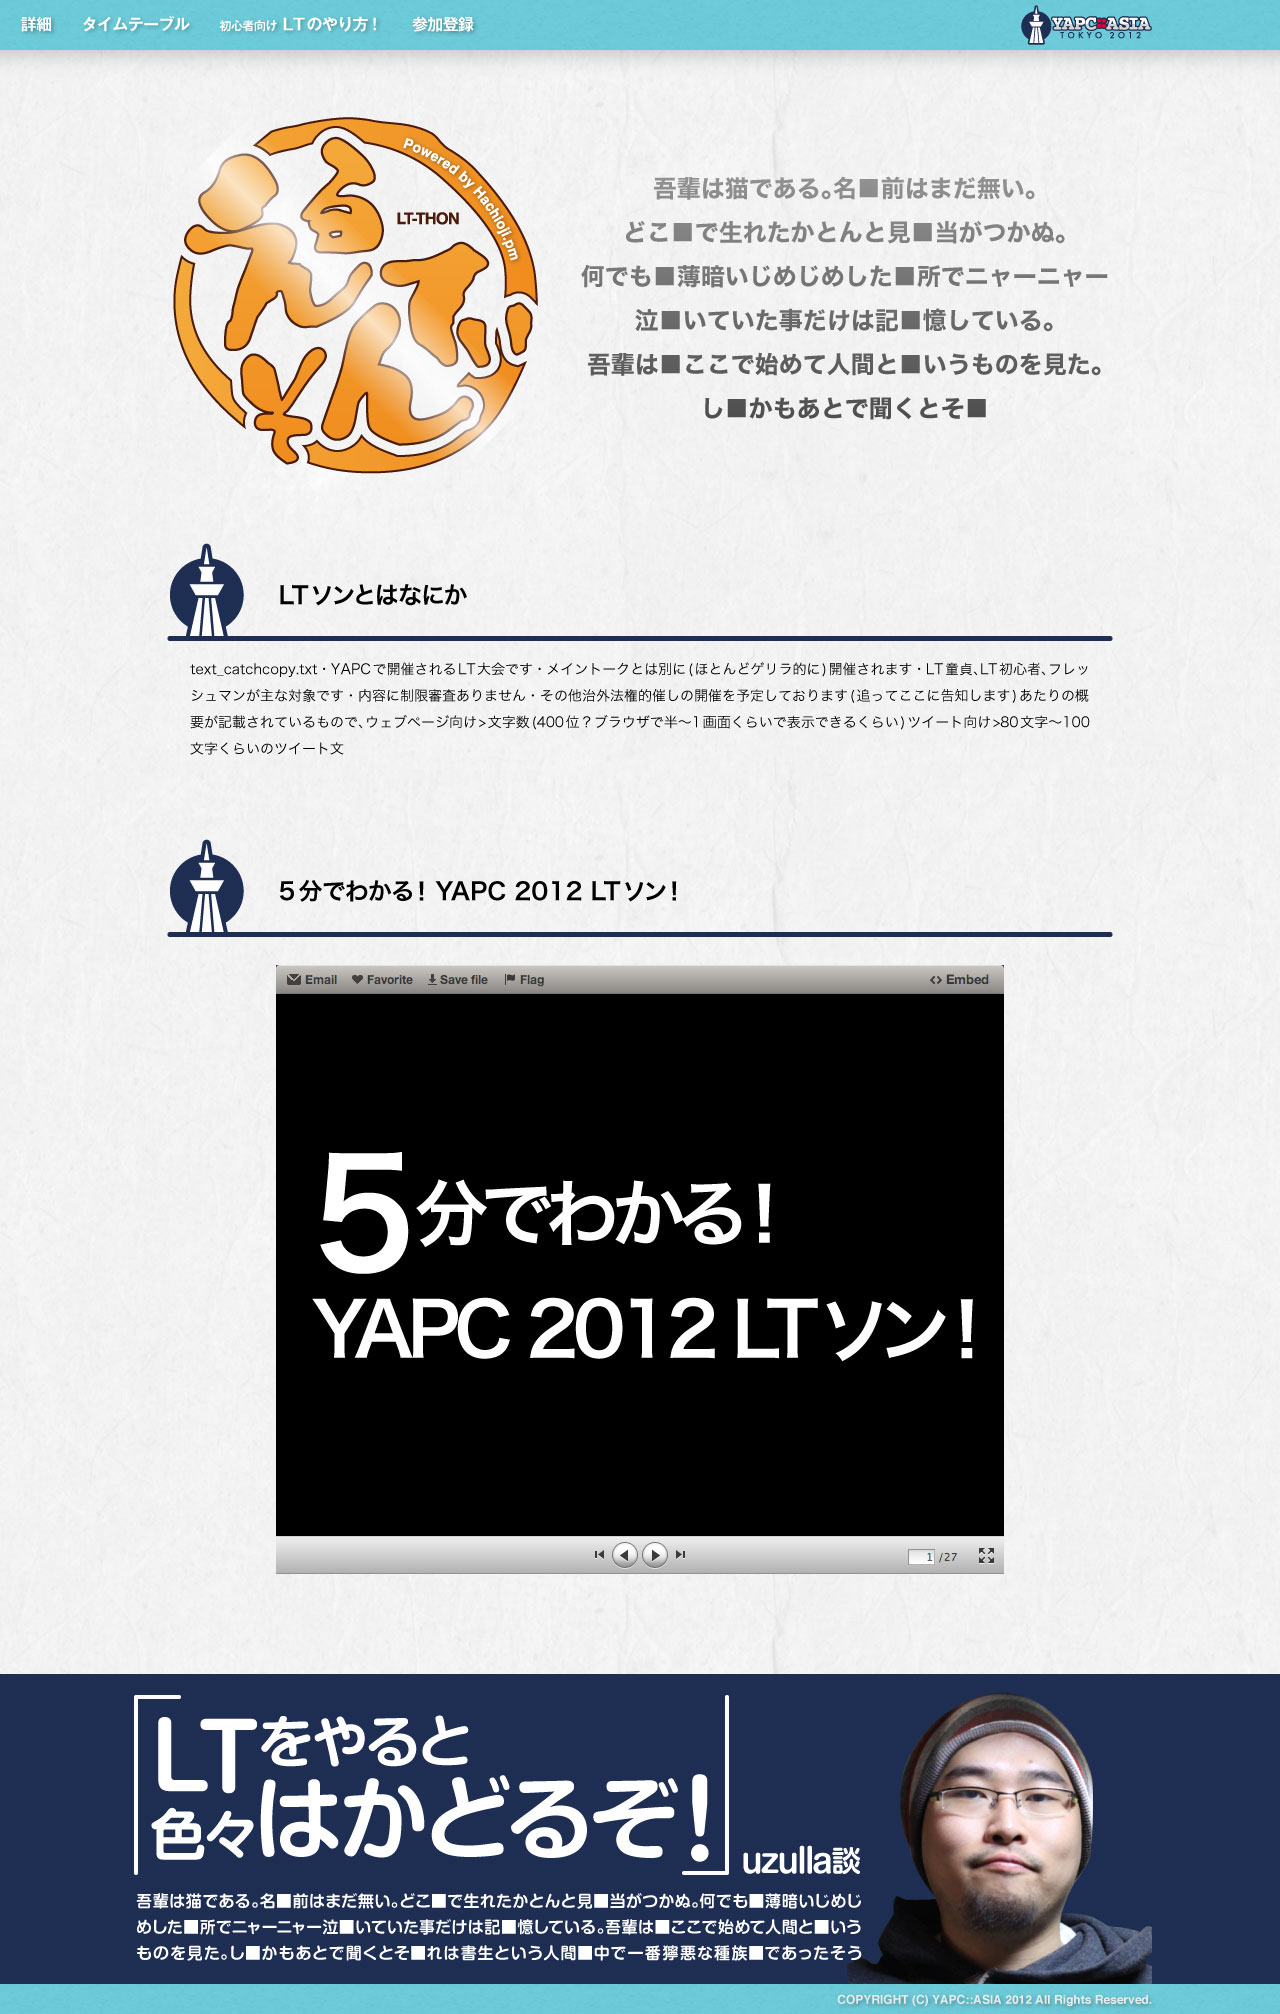 詳細 タイムテーブル 初心者向け LTのやり方！ 参加登録
YAPC::ASIA
TOKYO 2012
Powered by Hachioji.pm
LT-THON
えるてぃそん
吾輩は猫である。名■前はまだ無い。
どこ■で生れたかとんと見■当がつかぬ。
何でも■薄暗いじめじめした■所でニャーニャー
泣■いていた事だけは記■憶している。
吾輩は■ここで始めて人間と■いうものを見た。
し■かもあとで聞くとそ■
LTソンとはなにか
text_catchcopy.txt・YAPCで開催されるLT大会です・メイントークとは別に(ほとんどゲリラ的に)開催されます・LT童貞、LT初心者、フレッ
シュマンが主な対象です・内容に制限審査ありません・その他治外法権的催しの開催を予定しております(追ってここに告知します)あたりの概
要が記載されているもので、ウェブページ向け>文字数(400位？ブラウザで半〜1画面くらいで表示できるくらい)ツイート向け>80文字〜100
文字くらいのツイート文
5分でわかる！YAPC 2012 LTソン！
Email Favorite Save file Flag Embed
5分でわかる！
YAPC 2012 LTソン！
1 /27
LTをやると
色々はかどるぞ！
uzulla談
吾輩は猫である。名■前はまだ無い。どこ■で生れたかとんと見■当がつかぬ。何でも■薄暗いじめじ
めした■所でニャーニャー泣■いていた事だけは記■憶している。吾輩は■ここで始めて人間と■いう
ものを見た。し■かもあとで聞くとそ■れは書生という人間■中で一番獰悪な種族■であったそう
COPYRIGHT (C) YAPC::ASIA 2012 All Rights Reserved.